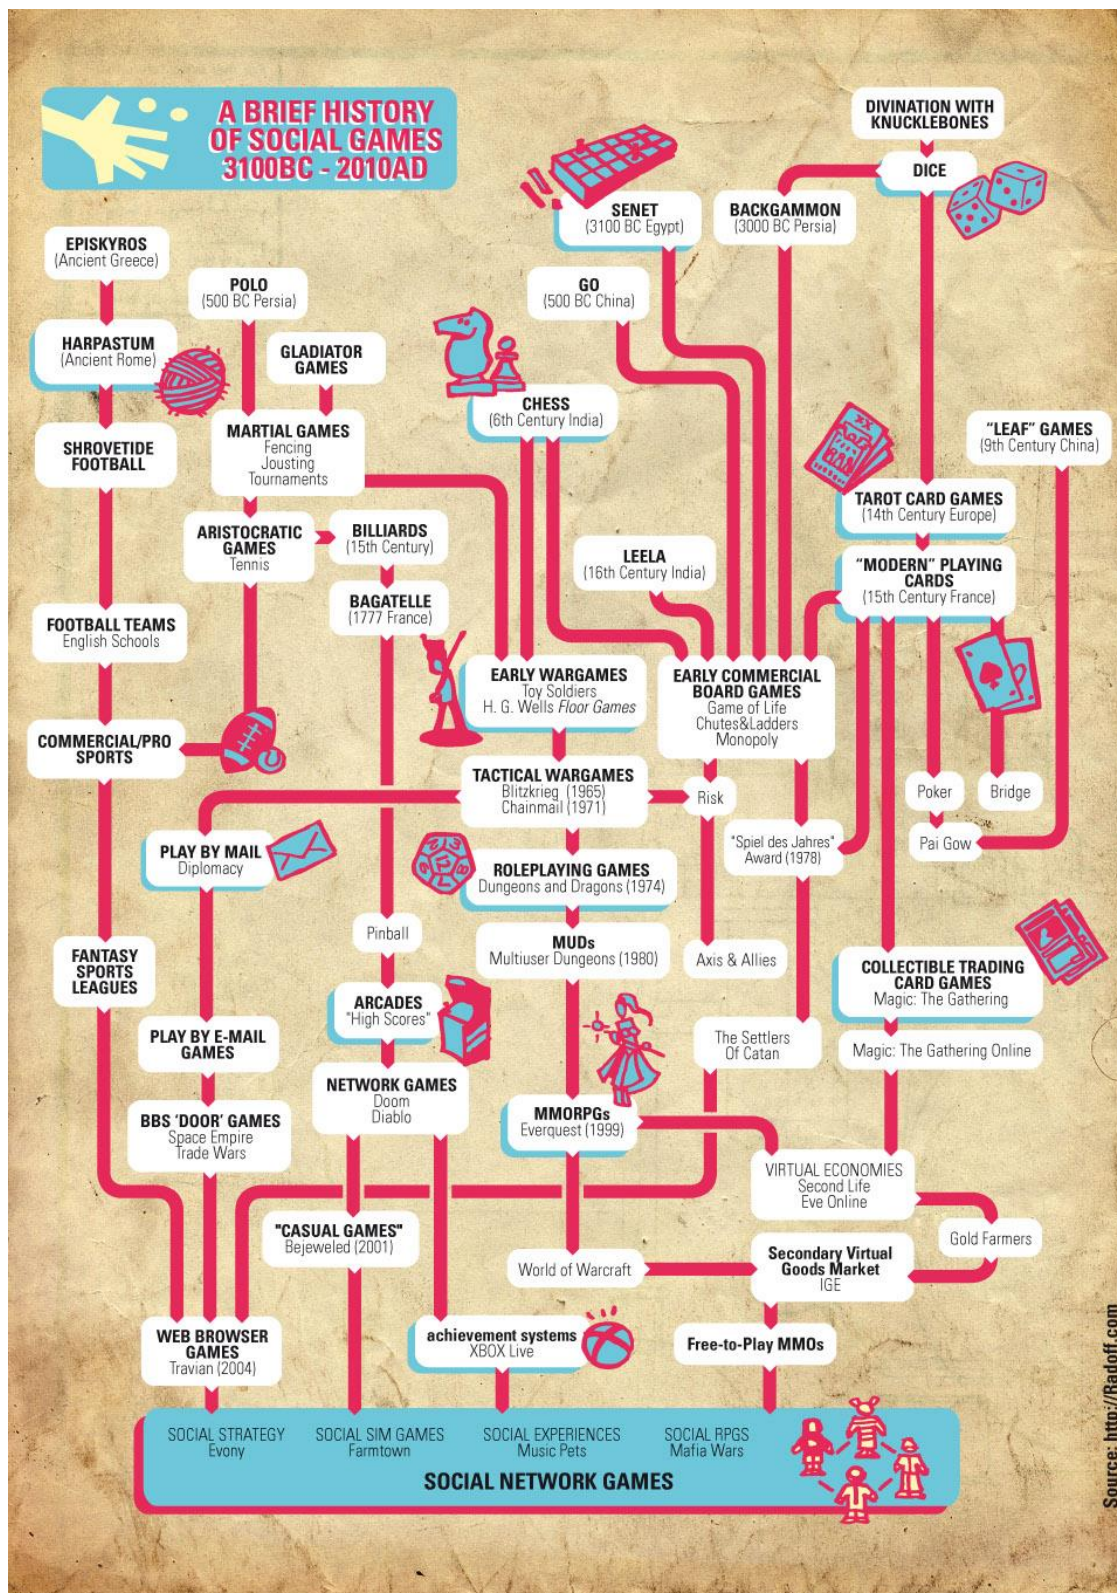 A BRIEF HISTORY
OF SOCIAL GAMES
3100BC - 2010AD
DIVINATION WITH
KNUCKLEBONES
DICE
SENET
(3100 BC Egypt)
BACKGAMMON
(3000 BC Persia)
EPISKYROS
(Ancient Greece)
POLO
(500 BC Persia)
GO
(500 BC China)
HARPASTUM
(Ancient Rome)
GLADIATOR
GAMES
CHESS
(6th Century India)
SHROVETIDE
FOOTBALL
MARTIAL GAMES
Fencing
Jousting
Tournaments
"LEAF" GAMES
(9th Century China)
TAROT CARD GAMES
(14th Century Europe)
ARISTOCRATIC
GAMES
Tennis
BILLIARDS
(15th Century)
LEELA
(16th Century India)
"MODERN" PLAYING
CARDS
(15th Century France)
BAGATELLE
(1777 France)
FOOTBALL TEAMS
English Schools
EARLY WARGAMES
Toy Soldiers
H. G. Wells Floor Games
EARLY COMMERCIAL
BOARD GAMES
Game of Life
Chutes&Ladders
Monopoly
COMMERCIAL/PRO
SPORTS
TACTICAL WARGAMES
Blitzkrieg (1965)
Chainmail (1971)
Risk
Poker
Bridge
PLAY BY MAIL
Diplomacy
"Spiel des Jahres"
Award (1978)
Pai Gow
ROLEPLAYING GAMES
Dungeons and Dragons (1974)
Pinball
MUDs
Multiuser Dungeons (1980)
Axis & Allies
FANTASY
SPORTS
LEAGUES
COLLECTIBLE TRADING
CARD GAMES
Magic: The Gathering
ARCADES
"High Scores"
PLAY BY E-MAIL
GAMES
The Settlers
Of Catan
Magic: The Gathering Online
NETWORK GAMES
Doom
Diablo
BBS 'DOOR' GAMES
Space Empire
Trade Wars
MMORPGs
Everquest (1999)
VIRTUAL ECONOMIES
Second Life
Eve Online
"CASUAL GAMES"
Bejeweled (2001)
Gold Farmers
World of Warcraft
Secondary Virtual
Goods Market
IGE
WEB BROWSER
GAMES
Travian (2004)
achievement systems
XBOX Live
Free-to-Play MMOs
SOCIAL STRATEGY
Evony
SOCIAL SIM GAMES
Farmtown
SOCIAL EXPERIENCES
Music Pets
SOCIAL RPGS
Mafia Wars
SOCIAL NETWORK GAMES
Source: http://Radoff.com